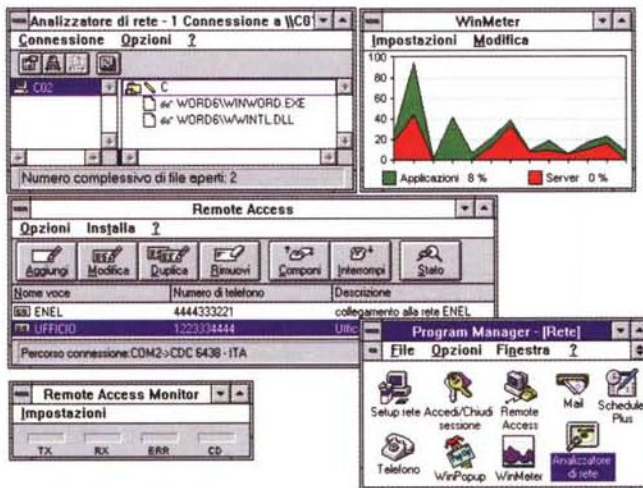 Analizzatore di rete - 1 Connessione a \\C0
Connessione Opzioni ?
C02
C
WORD6\WINWORD.EXE
WORD6\WWINTL.DLL
Numero complessivo di file aperti: 2
WinMeter
Impostazioni Modifica
100
80
60
40
20
0
Applicazioni 8 % Server 0 %
Remote Access
Opzioni Installa ?
Aggiungi Modifica Duplica Rimuovi Componi Interrompi Stato
Nome voce Numero di telefono Descrizione
ENEL 4444333221 collegamento alla rete ENEL
UFFICIO 1223334444
Percorso connessione:COM2->CDC 6438 - ITA
Remote Access Monitor
Impostazioni
TX RX ERR CD
Program Manager - [Rete]
File Opzioni Finestra ?
Setup rete
Accedi/Chiudi sessione
Remote Access
Mail
Schedule Plus
Telefono
WinPopup
WinMeter
Analizzatore di rete